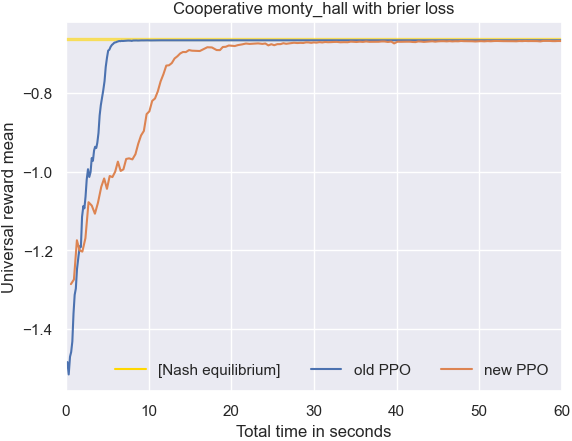 Cooperative monty_hall with brier loss
Universal reward mean
−0.8
−1.0
−1.2
−1.4
[Nash equilibrium]
old PPO
new PPO
0
10
20
30
40
50
60
Total time in seconds